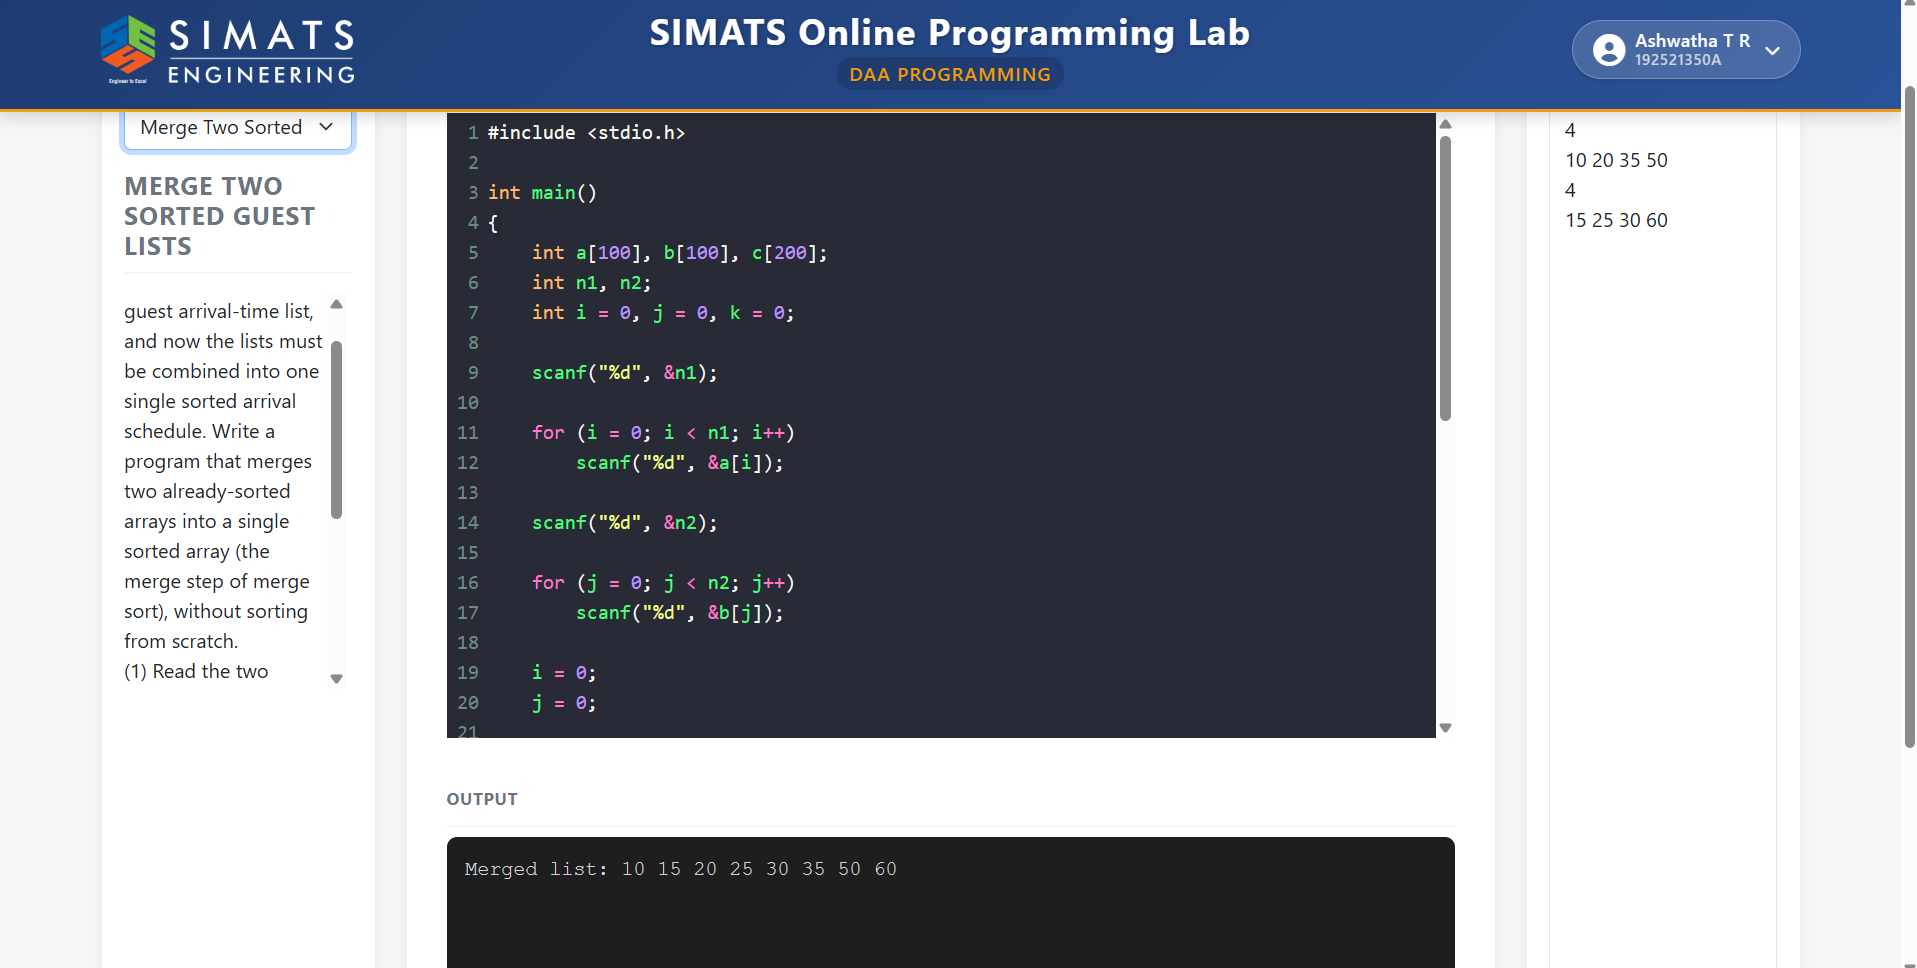 SIMATS
ENGINEERING
Engineer to Excel
SIMATS Online Programming Lab
DAA PROGRAMMING
Ashwatha T R
192521350A
Merge Two Sorted
MERGE TWO
SORTED GUEST
LISTS
guest arrival-time list,
and now the lists must
be combined into one
single sorted arrival
schedule. Write a
program that merges
two already-sorted
arrays into a single
sorted array (the
merge step of merge
sort), without sorting
from scratch.
(1) Read the two
1 #include <stdio.h>
2
3 int main()
4 {
5     int a[100], b[100], c[200];
6     int n1, n2;
7     int i = 0, j = 0, k = 0;
8
9     scanf("%d", &n1);
10
11     for (i = 0; i < n1; i++)
12         scanf("%d", &a[i]);
13
14     scanf("%d", &n2);
15
16     for (j = 0; j < n2; j++)
17         scanf("%d", &b[j]);
18
19     i = 0;
20     j = 0;
21
OUTPUT
Merged list: 10 15 20 25 30 35 50 60
4
10 20 35 50
4
15 25 30 60